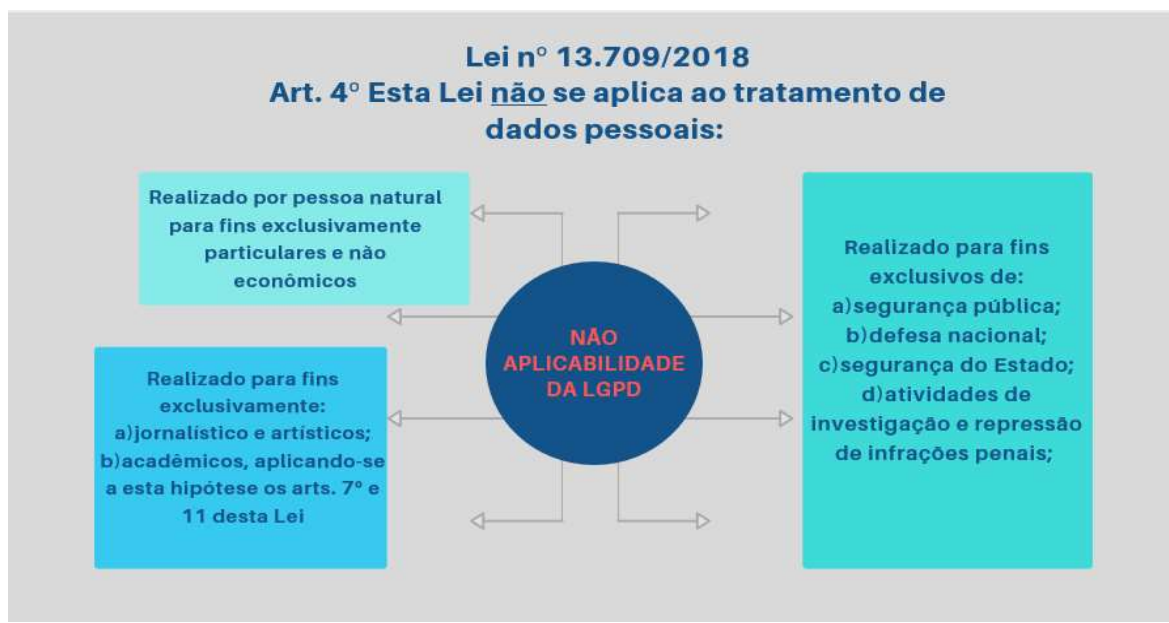 Lei nº 13.709/2018
Art. 4º Esta Lei não se aplica ao tratamento de
dados pessoais:
Realizado por pessoa natural
para fins exclusivamente
particulares e não
econômicos
Realizado para fins
exclusivamente:
a)jornalístico e artísticos;
b)acadêmicos, aplicando-se
a esta hipótese os arts. 7º e
11 desta Lei
NÃO
APLICABILIDADE
DA LGPD
Realizado para fins
exclusivos de:
a)segurança pública;
b)defesa nacional;
c)segurança do Estado;
d)atividades de
investigação e repressão
de infrações penais;